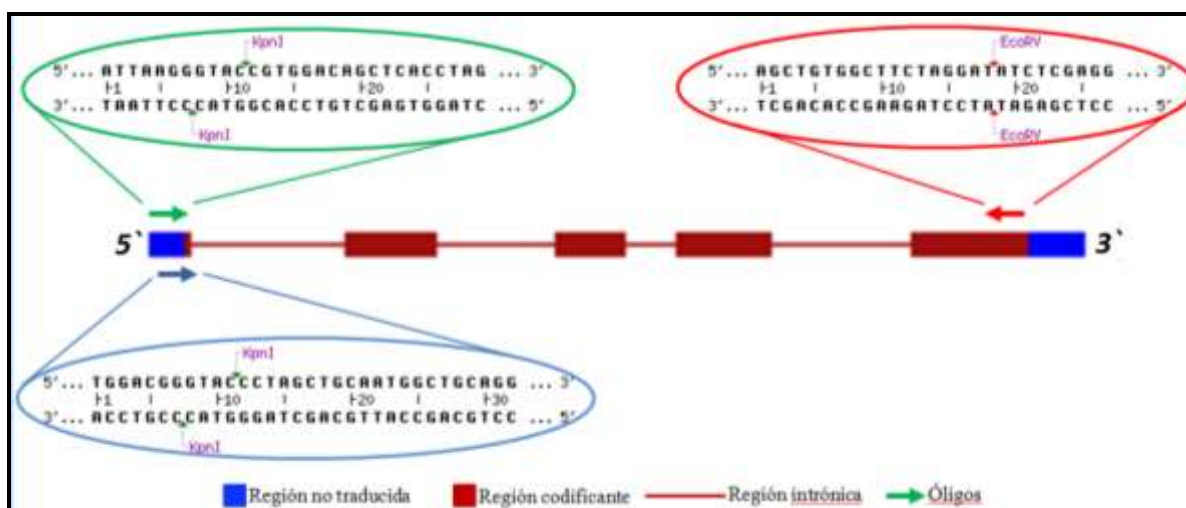 KpnI
5'... ATTAAGGGTACCGTGGACAGCTCACCTAG ... 3'
1 10 20
3'... TAATTCCCATGGCACCTGTCGAGTGGATC ... 5'
KpnI
EcoRV
5'... AGCTGTGGCTTCTAGGATATCTCGAGG ... 3'
1 10 20
3'... TCGACACCGAAGATCCTATAGAGCTCC ... 5'
EcoRV
5` 3`
KpnI
5'... TGGACGGGTACCCTAGCTGCAATGGCTGCAGG ... 3'
1 10 20 30
3'... ACCTGCCCATGGGATCGACGTTACCGACGTCC ... 5'
KpnI
Región no traducida Región codificante Región intrónica Óligos